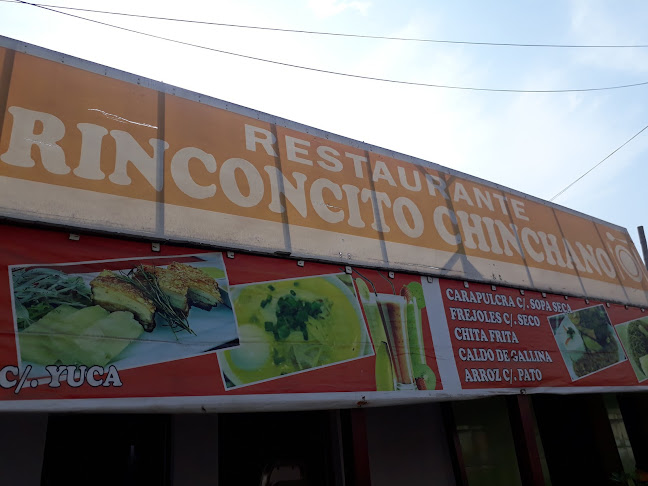 RESTAURANTE
RINCONCITO CHINCHANO
C/. YUCA
CARAPULCRA C/. SOPA SECA
FREJOLES C/. SECO
CHITA FRITA
CALDO DE GALLINA
ARROZ C/. PATO